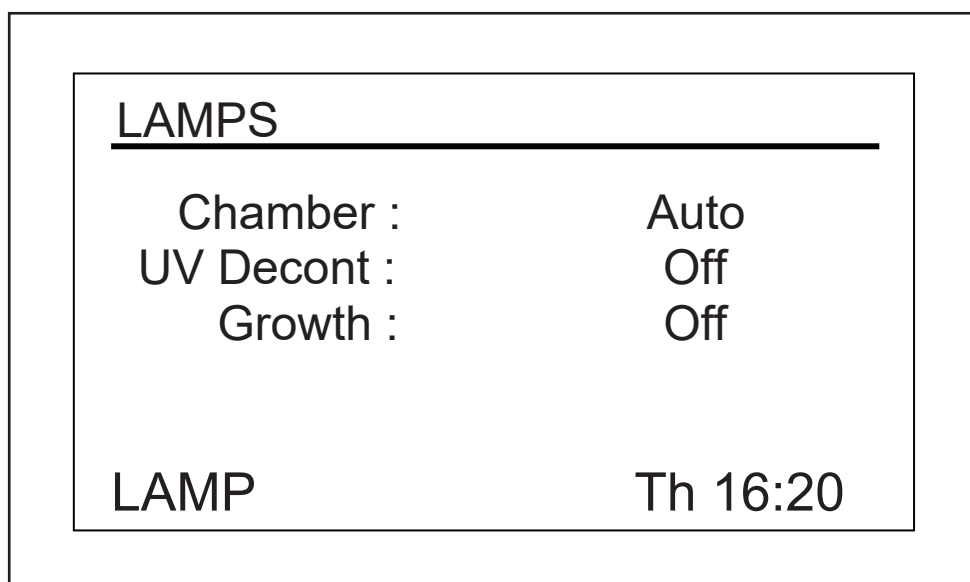 LAMPS
Chamber : Auto
UV Decont : Off
Growth : Off
LAMP Th 16:20